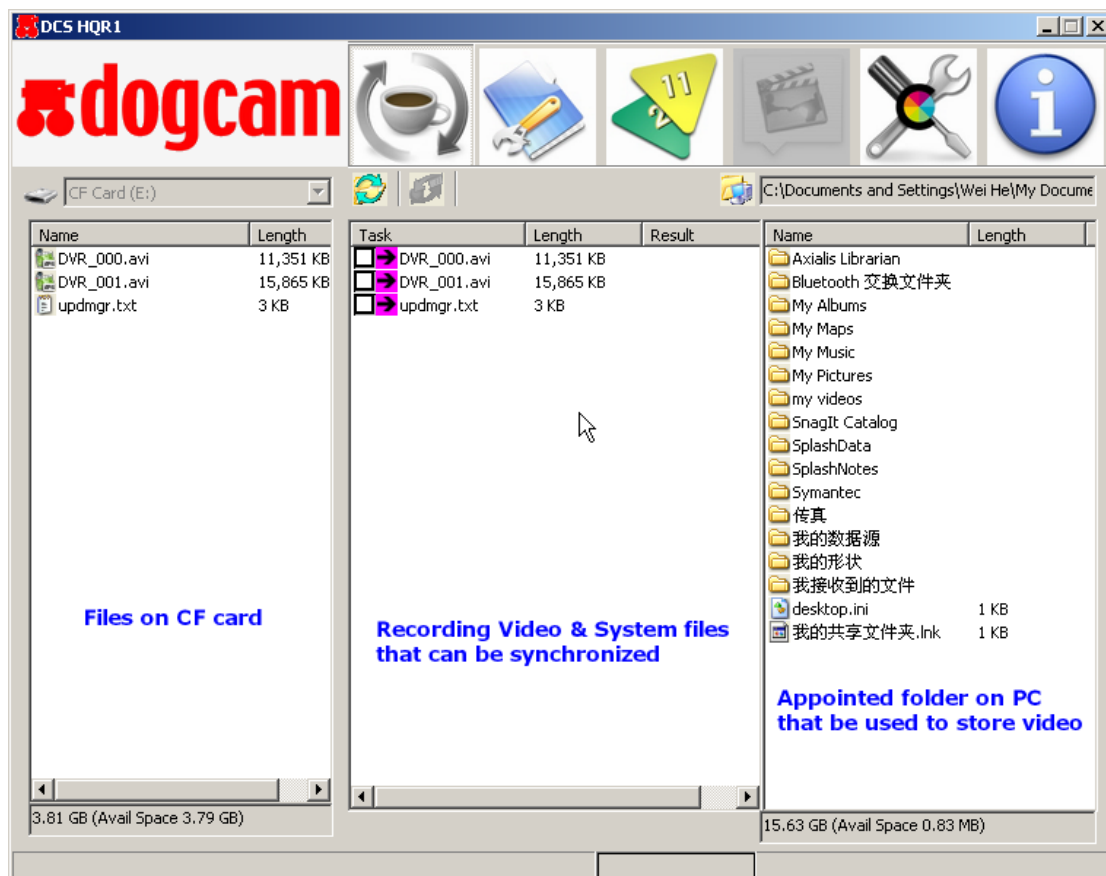 DCS HQR1
dogcam
11
2
CF Card (E:)
C:\Documents and Settings\Wei He\My Docume
Name Length
DVR_000.avi 11,351 KB
DVR_001.avi 15,865 KB
updmgr.txt 3 KB
Files on CF card
3.81 GB (Avail Space 3.79 GB)
Task Length Result
DVR_000.avi 11,351 KB
DVR_001.avi 15,865 KB
updmgr.txt 3 KB
Recording Video & System files
that can be synchronized
Name Length
Axialis Librarian
Bluetooth 交换文件夹
My Albums
My Maps
My Music
My Pictures
my videos
SnagIt Catalog
SplashData
SplashNotes
Symantec
传真
我的数据源
我的形状
我接收到的文件
desktop.ini 1 KB
我的共享文件夹.lnk 1 KB
Appointed folder on PC
that be used to store video
15.63 GB (Avail Space 0.83 MB)